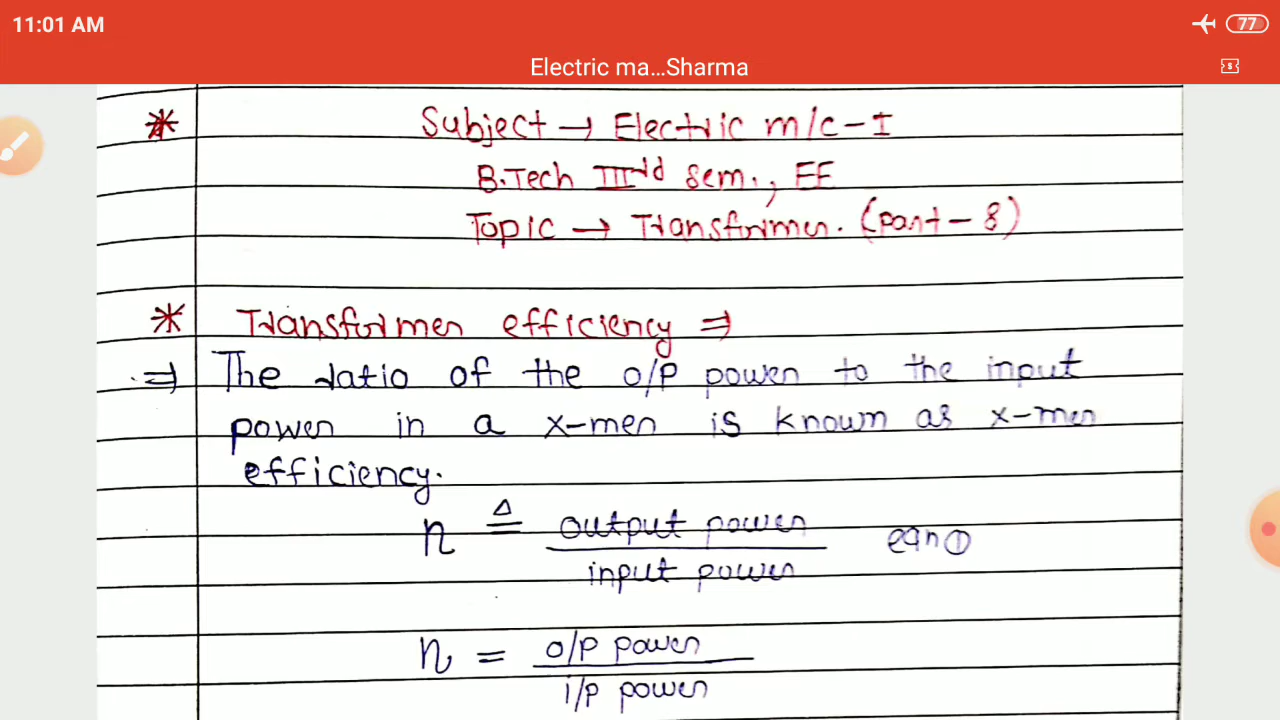 11:01 AM
77
Electric ma...Sharma
* Subject → Electric m/c - I
B.Tech IIIrd sem., EE
Topic → Transformer. (part - 8)
* Transformer efficiency ⇒
⇒ The ratio of the o/p power to the input
power in a x-mer is known as x-mer
efficiency.
η ≜ output power / input power eqn ①
η = o/p power / i/p power